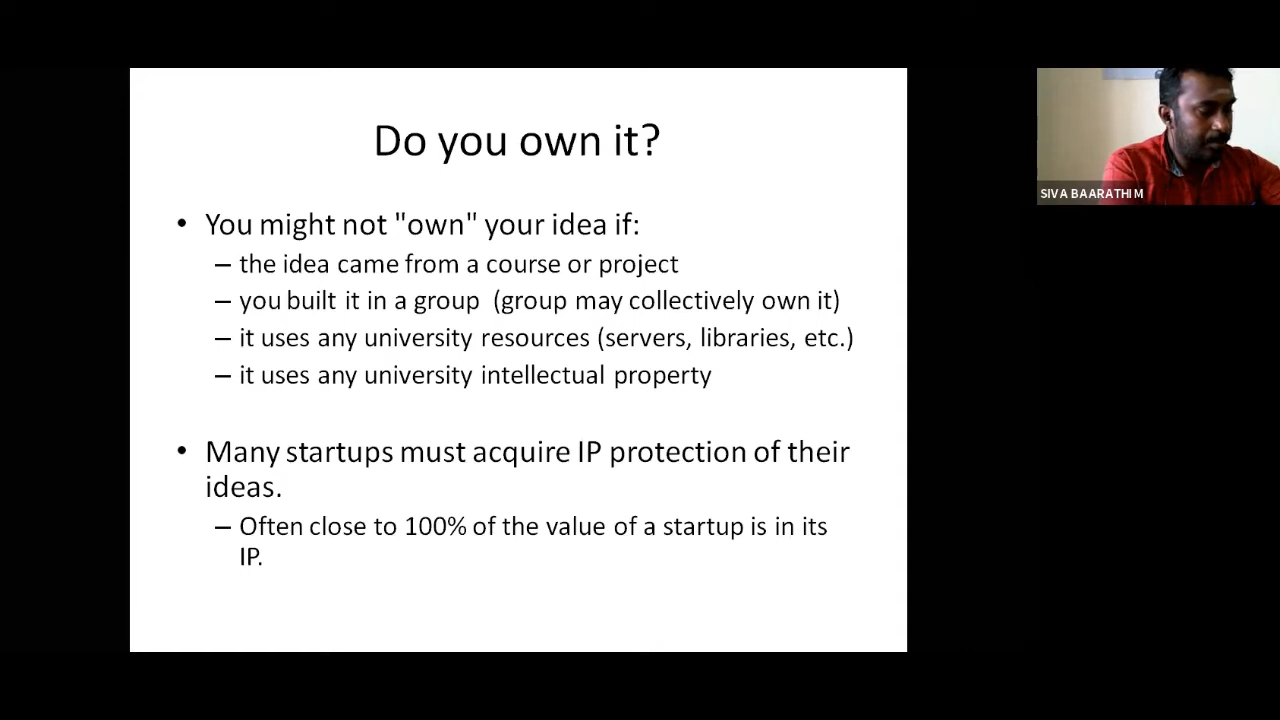 Do you own it?
• You might not "own" your idea if:
– the idea came from a course or project
– you built it in a group (group may collectively own it)
– it uses any university resources (servers, libraries, etc.)
– it uses any university intellectual property
• Many startups must acquire IP protection of their
ideas.
– Often close to 100% of the value of a startup is in its
IP.
SIVA BAARATHI M